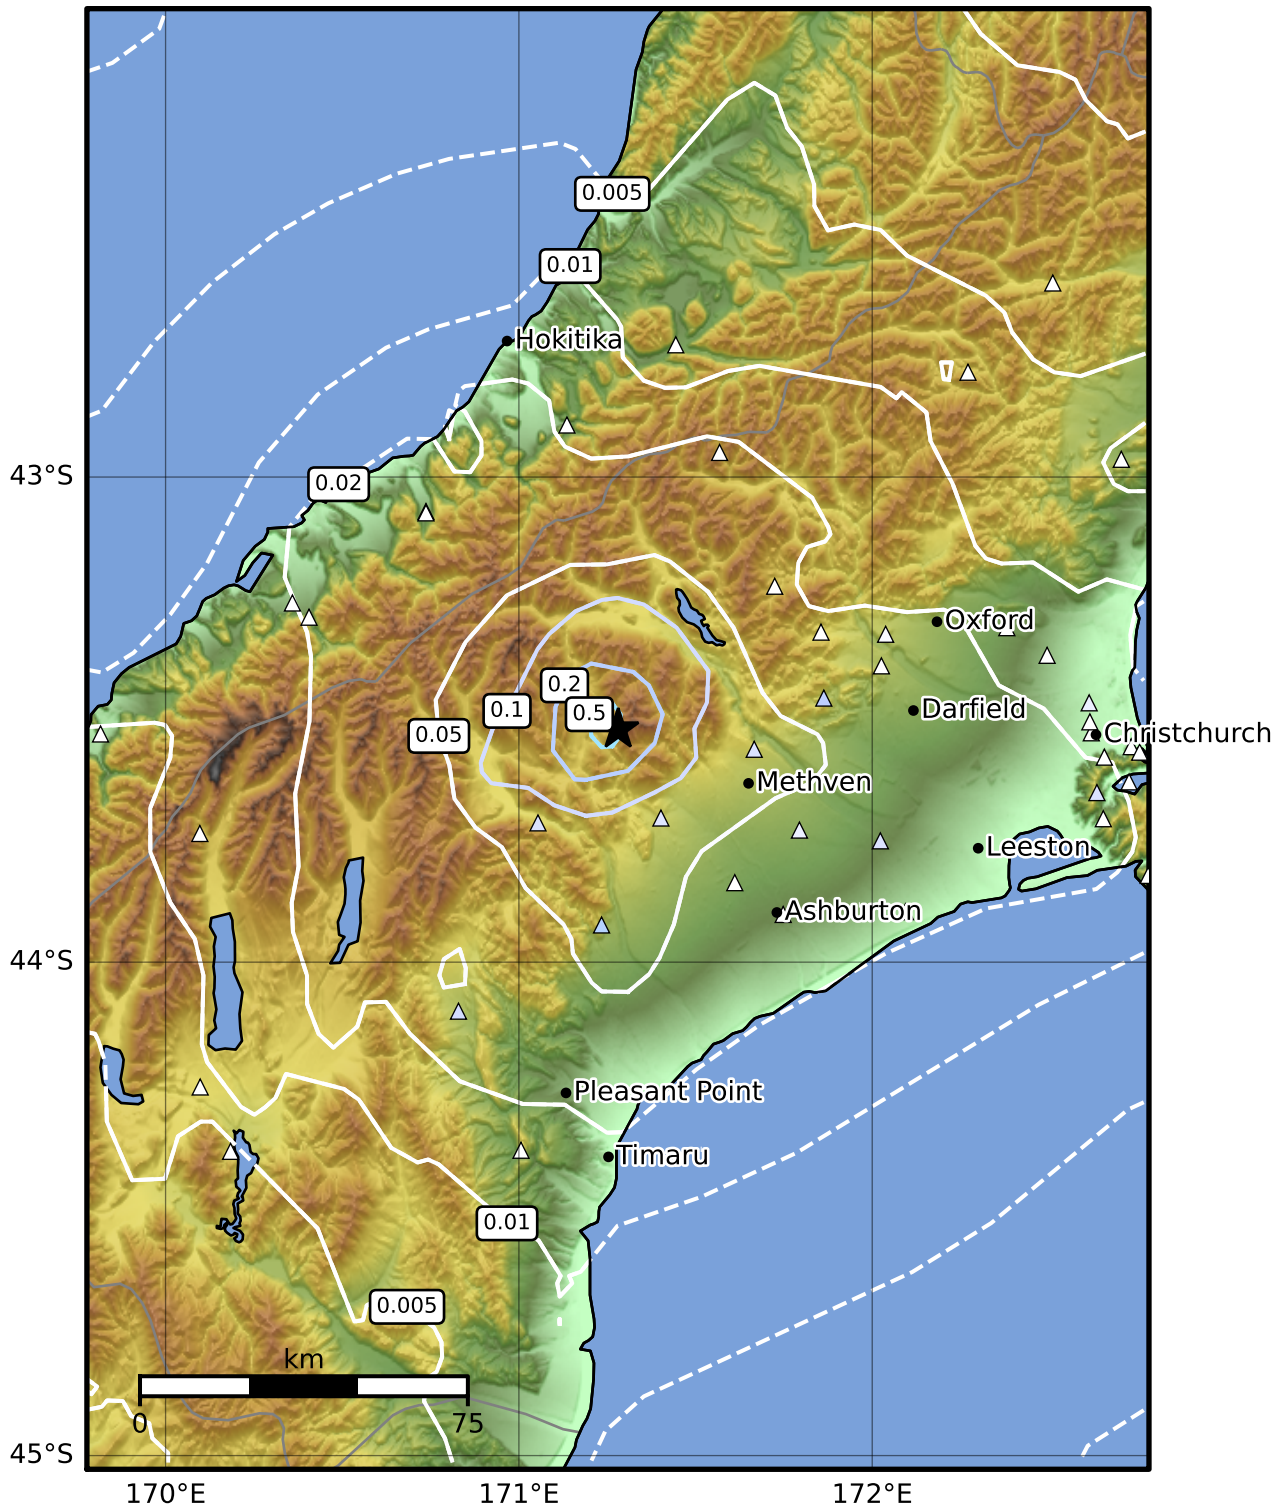 0.005
0.01
Hokitika
43°S
0.02
Oxford
0.2
0.1
0.5
Darfield
0.05
Christchurch
Methven
Leeston
Ashburton
44°S
Pleasant Point
Timaru
0.01
0.005
km
0 75
45°S
170°E 171°E 172°E